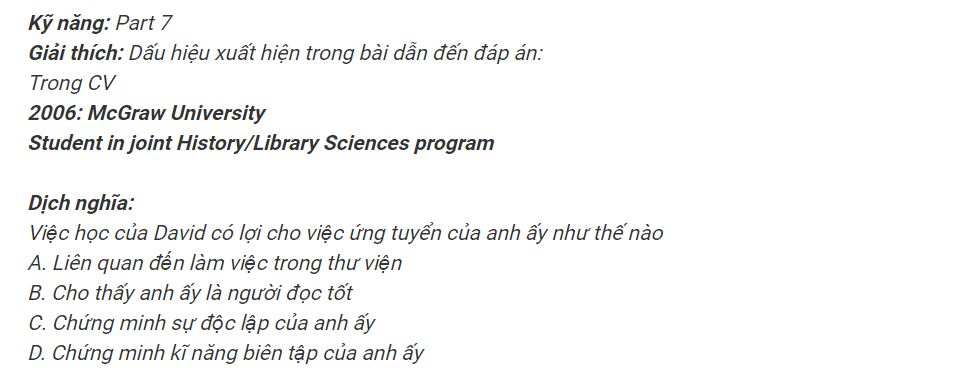 Kỹ năng: Part 7
Giải thích: Dấu hiệu xuất hiện trong bài dẫn đến đáp án:
Trong CV
2006: McGraw University
Student in joint History/Library Sciences program
Dịch nghĩa:
Việc học của David có lợi cho việc ứng tuyển của anh ấy như thế nào
A. Liên quan đến làm việc trong thư viện
B. Cho thấy anh ấy là người đọc tốt
C. Chứng minh sự độc lập của anh ấy
D. Chứng minh kĩ năng biên tập của anh ấy